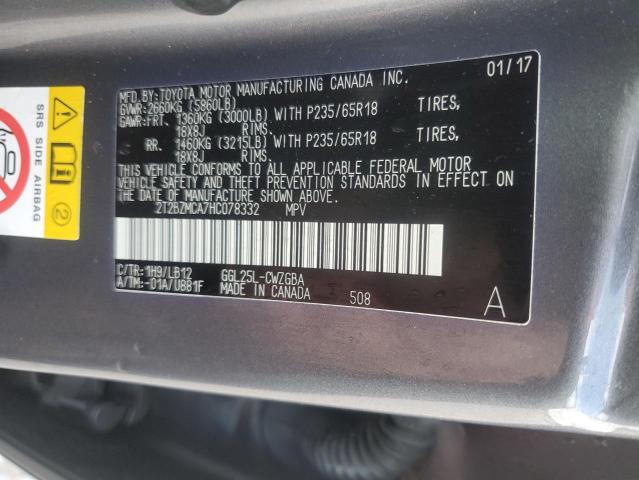 MFD.BY:TOYOTA MOTOR MANUFACTURING CANADA INC. 01/17
GVWR:2660KG (5860LB)
GAWR:FRT. 1360KG (3000LB) WITH P235/65R18 TIRES,
18X8J RIMS.
RR. 1460KG (3215LB) WITH P235/65R18 TIRES,
18X8J RIMS.
THIS VEHICLE CONFORMS TO ALL APPLICABLE FEDERAL MOTOR
VEHICLE SAFETY AND THEFT PREVENTION STANDARDS IN EFFECT ON
THE DATE OF MANUFACTURE SHOWN ABOVE.
2T2BZMCA7HC078332 MPV
C/TR:1H9/LB12 GGL25L-CWZGBA
A/TM:-01A/U881F MADE IN CANADA 508 A
SRS SIDE AIRBAG
2